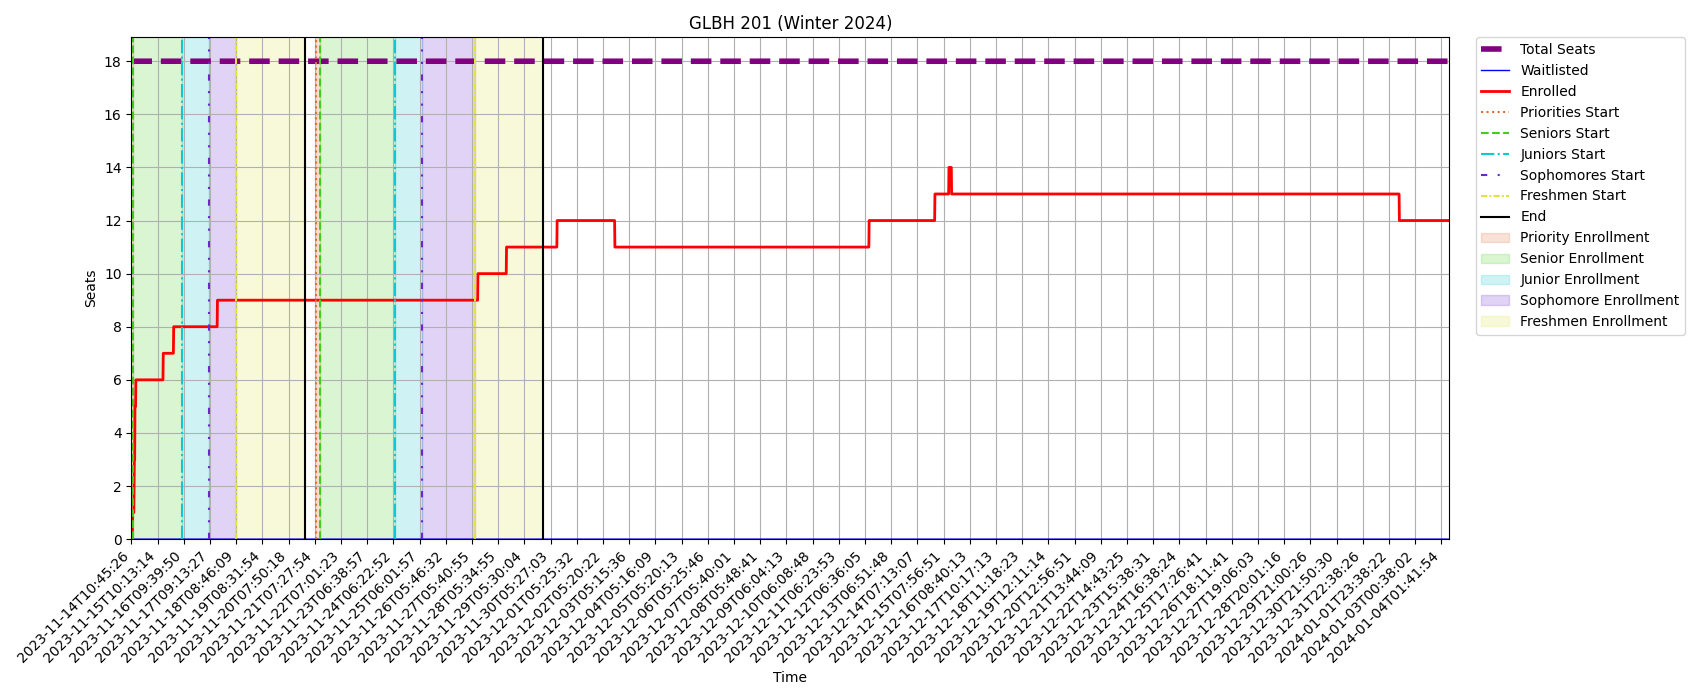 GLBH 201 (Winter 2024)
Total Seats
Waitlisted
Enrolled
Priorities Start
Seniors Start
Juniors Start
Sophomores Start
Freshmen Start
End
Priority Enrollment
Senior Enrollment
Junior Enrollment
Sophomore Enrollment
Freshmen Enrollment
Seats
18
16
14
12
10
8
6
4
2
0
2023-11-14T10:45:26
2023-11-15T10:13:14
2023-11-16T09:39:50
2023-11-17T09:13:27
2023-11-18T08:46:09
2023-11-19T08:31:54
2023-11-20T07:50:18
2023-11-21T07:27:54
2023-11-22T07:01:23
2023-11-23T06:38:57
2023-11-24T06:22:52
2023-11-25T06:01:57
2023-11-26T05:46:32
2023-11-27T05:40:55
2023-11-28T05:34:55
2023-11-29T05:30:04
2023-11-30T05:27:03
2023-12-01T05:25:32
2023-12-02T05:20:22
2023-12-03T05:15:36
2023-12-04T05:16:09
2023-12-05T05:20:13
2023-12-06T05:25:46
2023-12-07T05:40:01
2023-12-08T05:48:41
2023-12-09T06:04:13
2023-12-10T06:08:48
2023-12-11T06:23:53
2023-12-12T06:36:05
2023-12-13T06:51:48
2023-12-14T07:13:07
2023-12-15T07:56:51
2023-12-16T08:40:13
2023-12-17T10:17:13
2023-12-18T11:18:23
2023-12-19T12:11:14
2023-12-20T12:56:51
2023-12-21T13:44:09
2023-12-22T14:43:25
2023-12-23T15:38:31
2023-12-24T16:38:24
2023-12-25T17:26:41
2023-12-26T18:11:41
2023-12-27T19:06:03
2023-12-28T20:01:16
2023-12-29T21:00:26
2023-12-30T21:50:30
2023-12-31T22:38:26
2024-01-01T23:38:22
2024-01-03T00:38:02
2024-01-04T01:41:54
Time